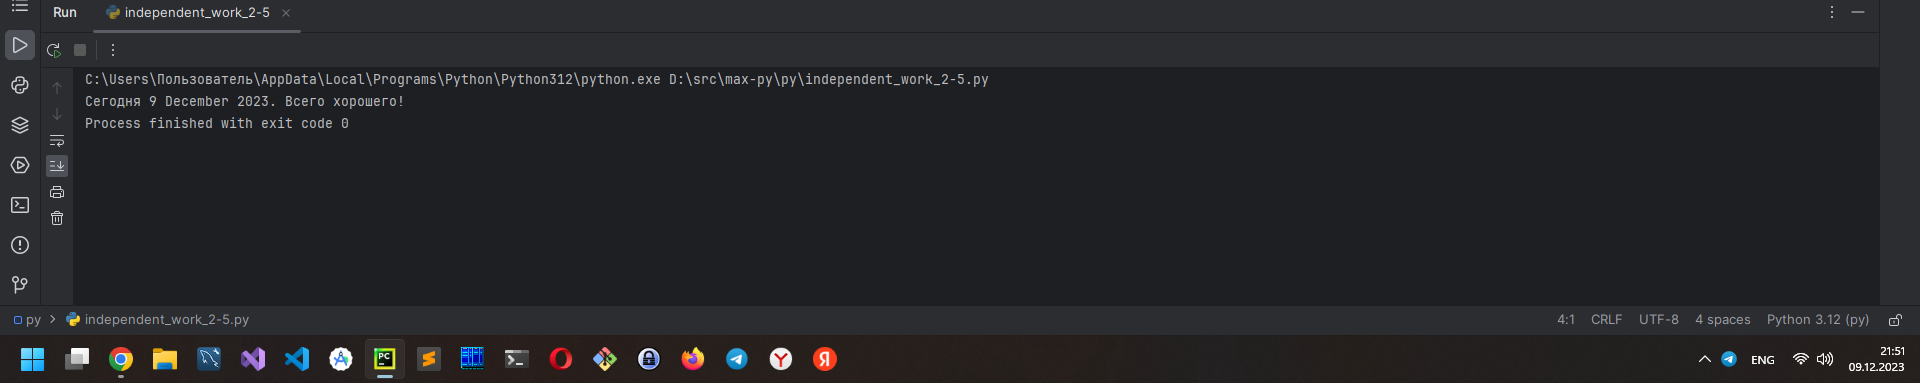 Run independent_work_2-5
C:\Users\Пользователь\AppData\Local\Programs\Python\Python312\python.exe D:\src\max-py\py\independent_work_2-5.py
Сегодня 9 December 2023. Всего хорошего!
Process finished with exit code 0
py > independent_work_2-5.py 4:1 CRLF UTF-8 4 spaces Python 3.12 (py)
PC
ENG
21:51
09.12.2023